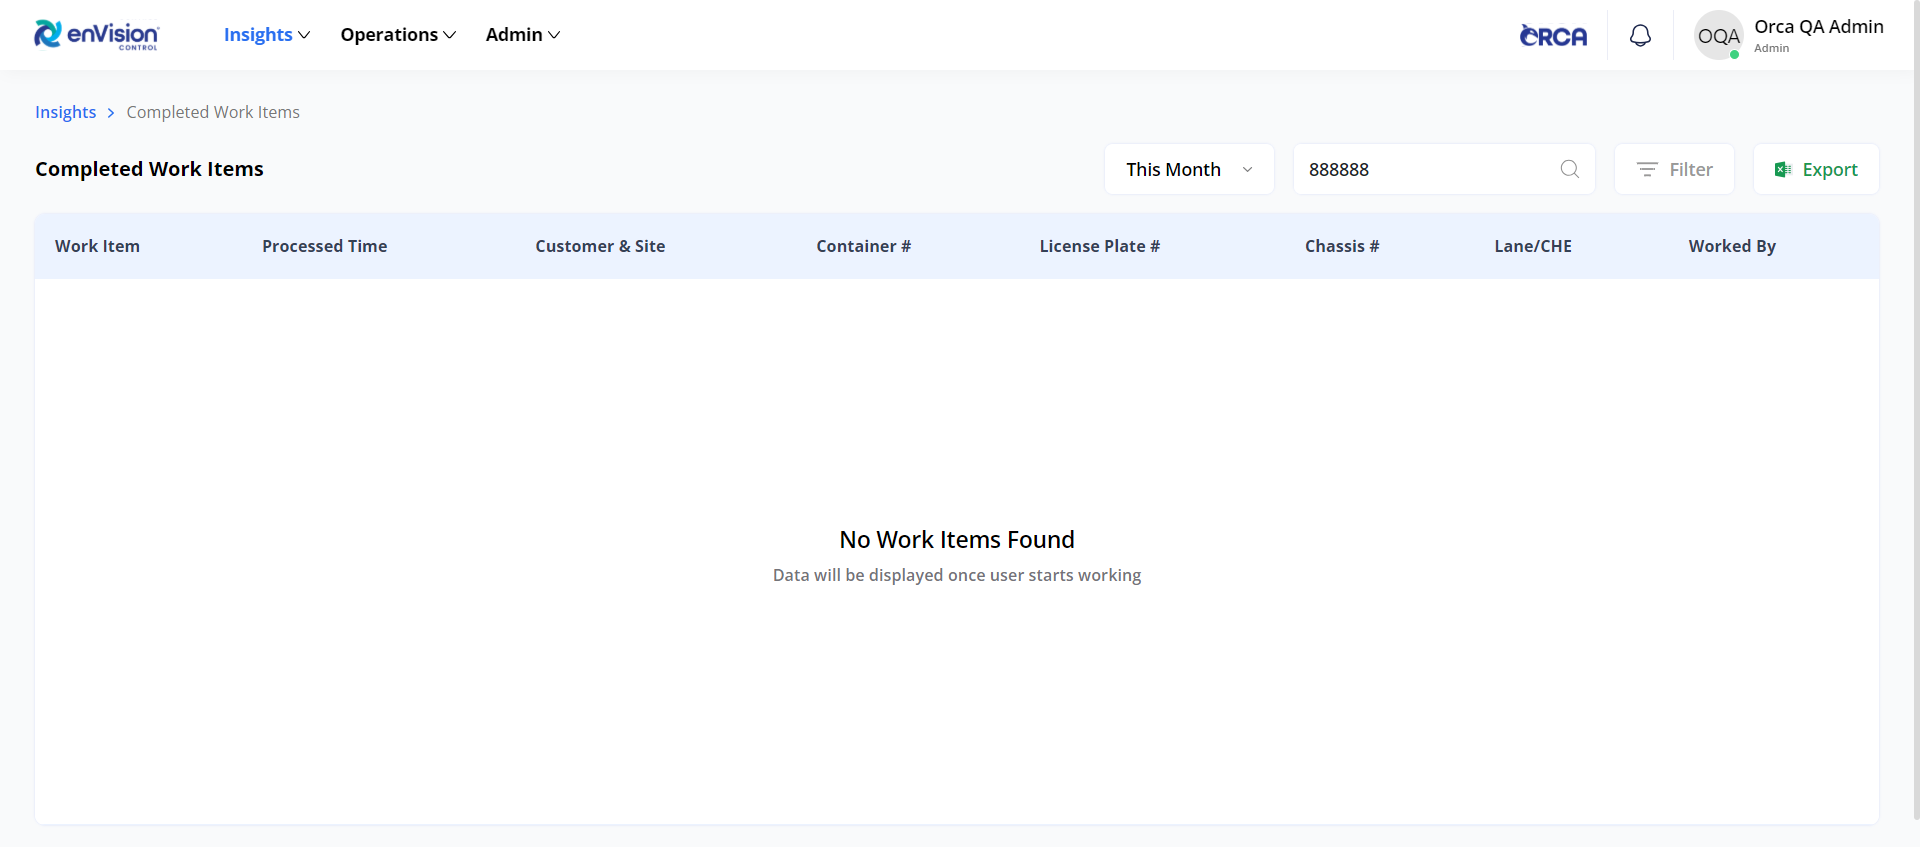 enVision
CONTROL
Insights
Operations
Admin
ORCA
OQA
Orca QA Admin
Admin
Insights > Completed Work Items
Completed Work Items
This Month
888888
Filter
Export
Work Item
Processed Time
Customer & Site
Container #
License Plate #
Chassis #
Lane/CHE
Worked By
No Work Items Found
Data will be displayed once user starts working